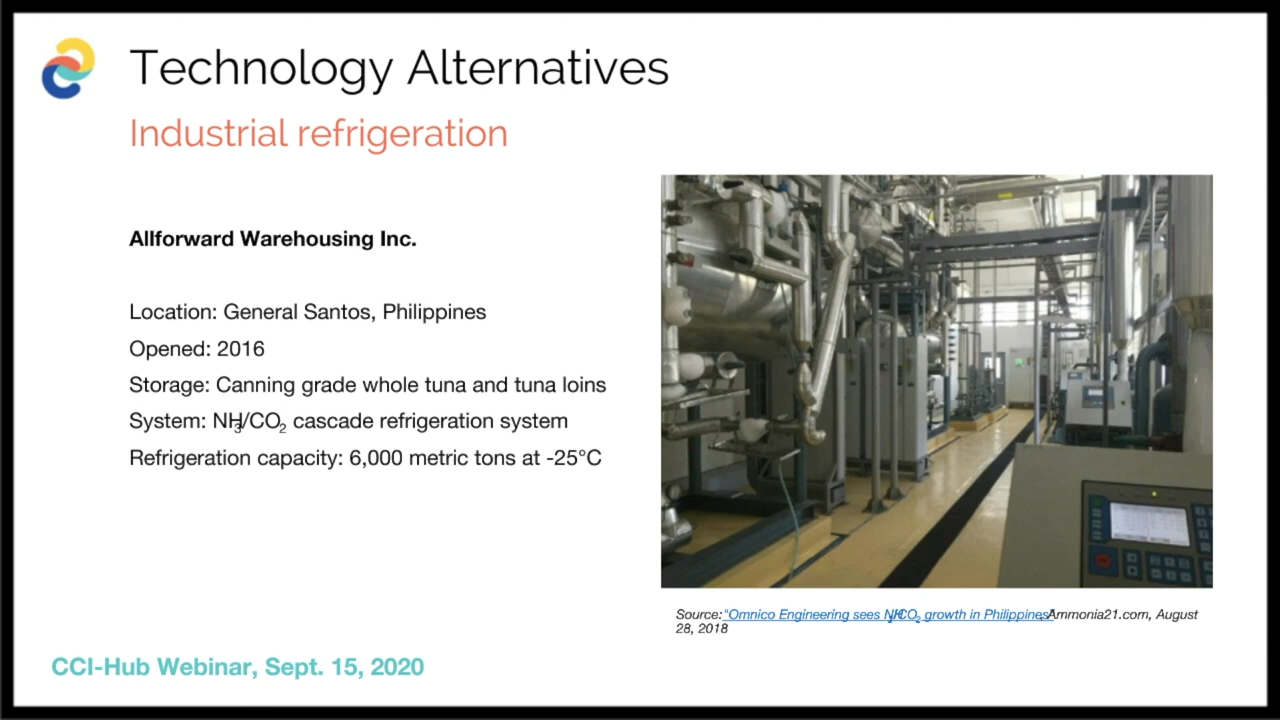 Technology Alternatives
Industrial refrigeration
Allforward Warehousing Inc.
Location: General Santos, Philippines
Opened: 2016
Storage: Canning grade whole tuna and tuna loins
System: NH₃/CO₂ cascade refrigeration system
Refrigeration capacity: 6,000 metric tons at -25°C
Source: "Omnico Engineering sees NH₃/CO₂ growth in Philippines", Ammonia21.com, August
28, 2018
CCI-Hub Webinar, Sept. 15, 2020